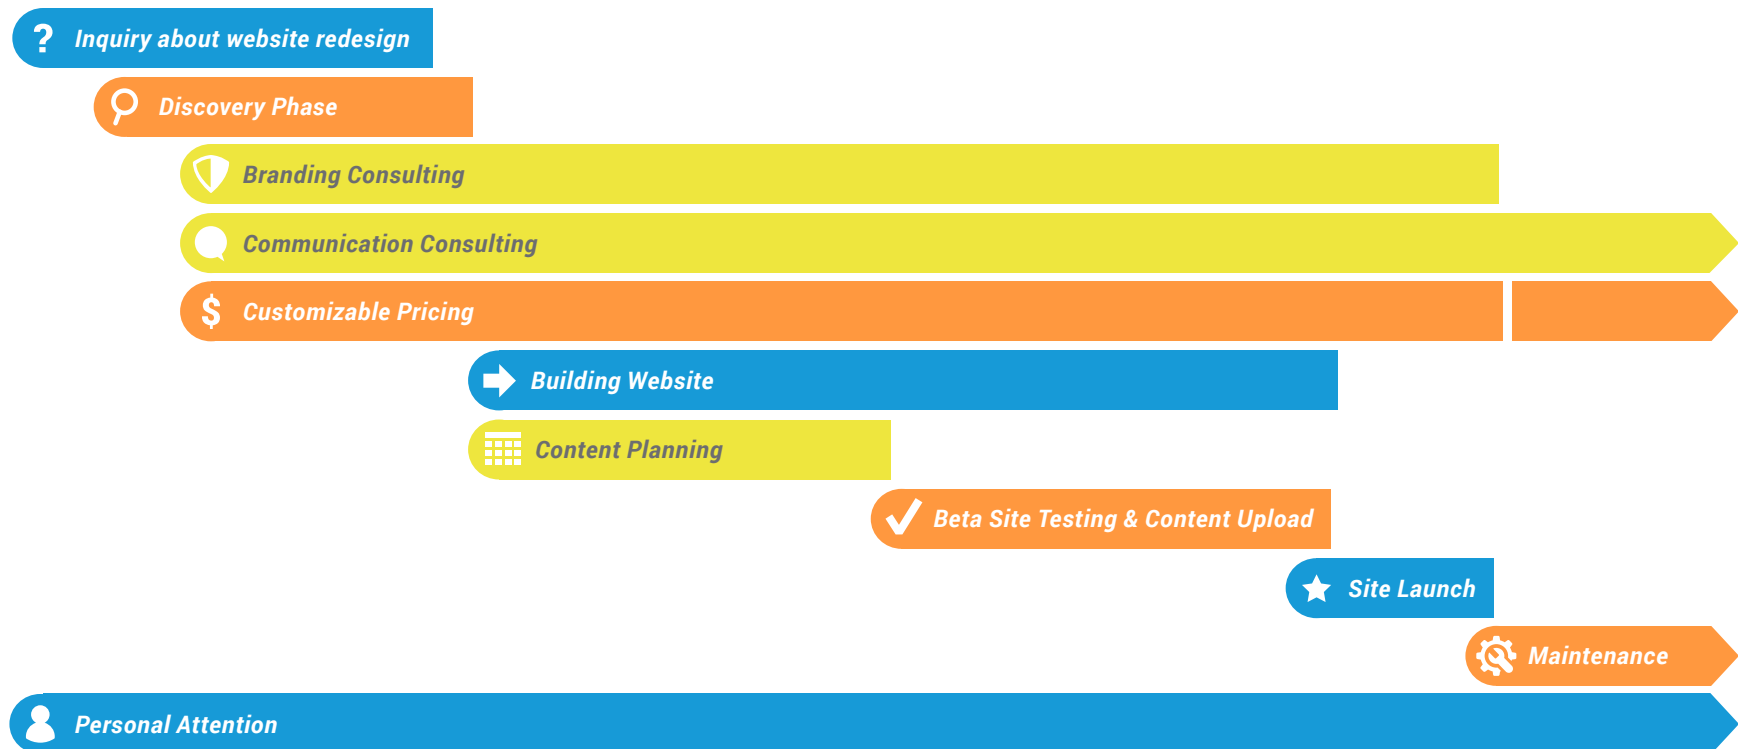 ? Inquiry about website redesign
Discovery Phase
Branding Consulting
Communication Consulting
$ Customizable Pricing
Building Website
Content Planning
Beta Site Testing & Content Upload
Site Launch
Maintenance
Personal Attention